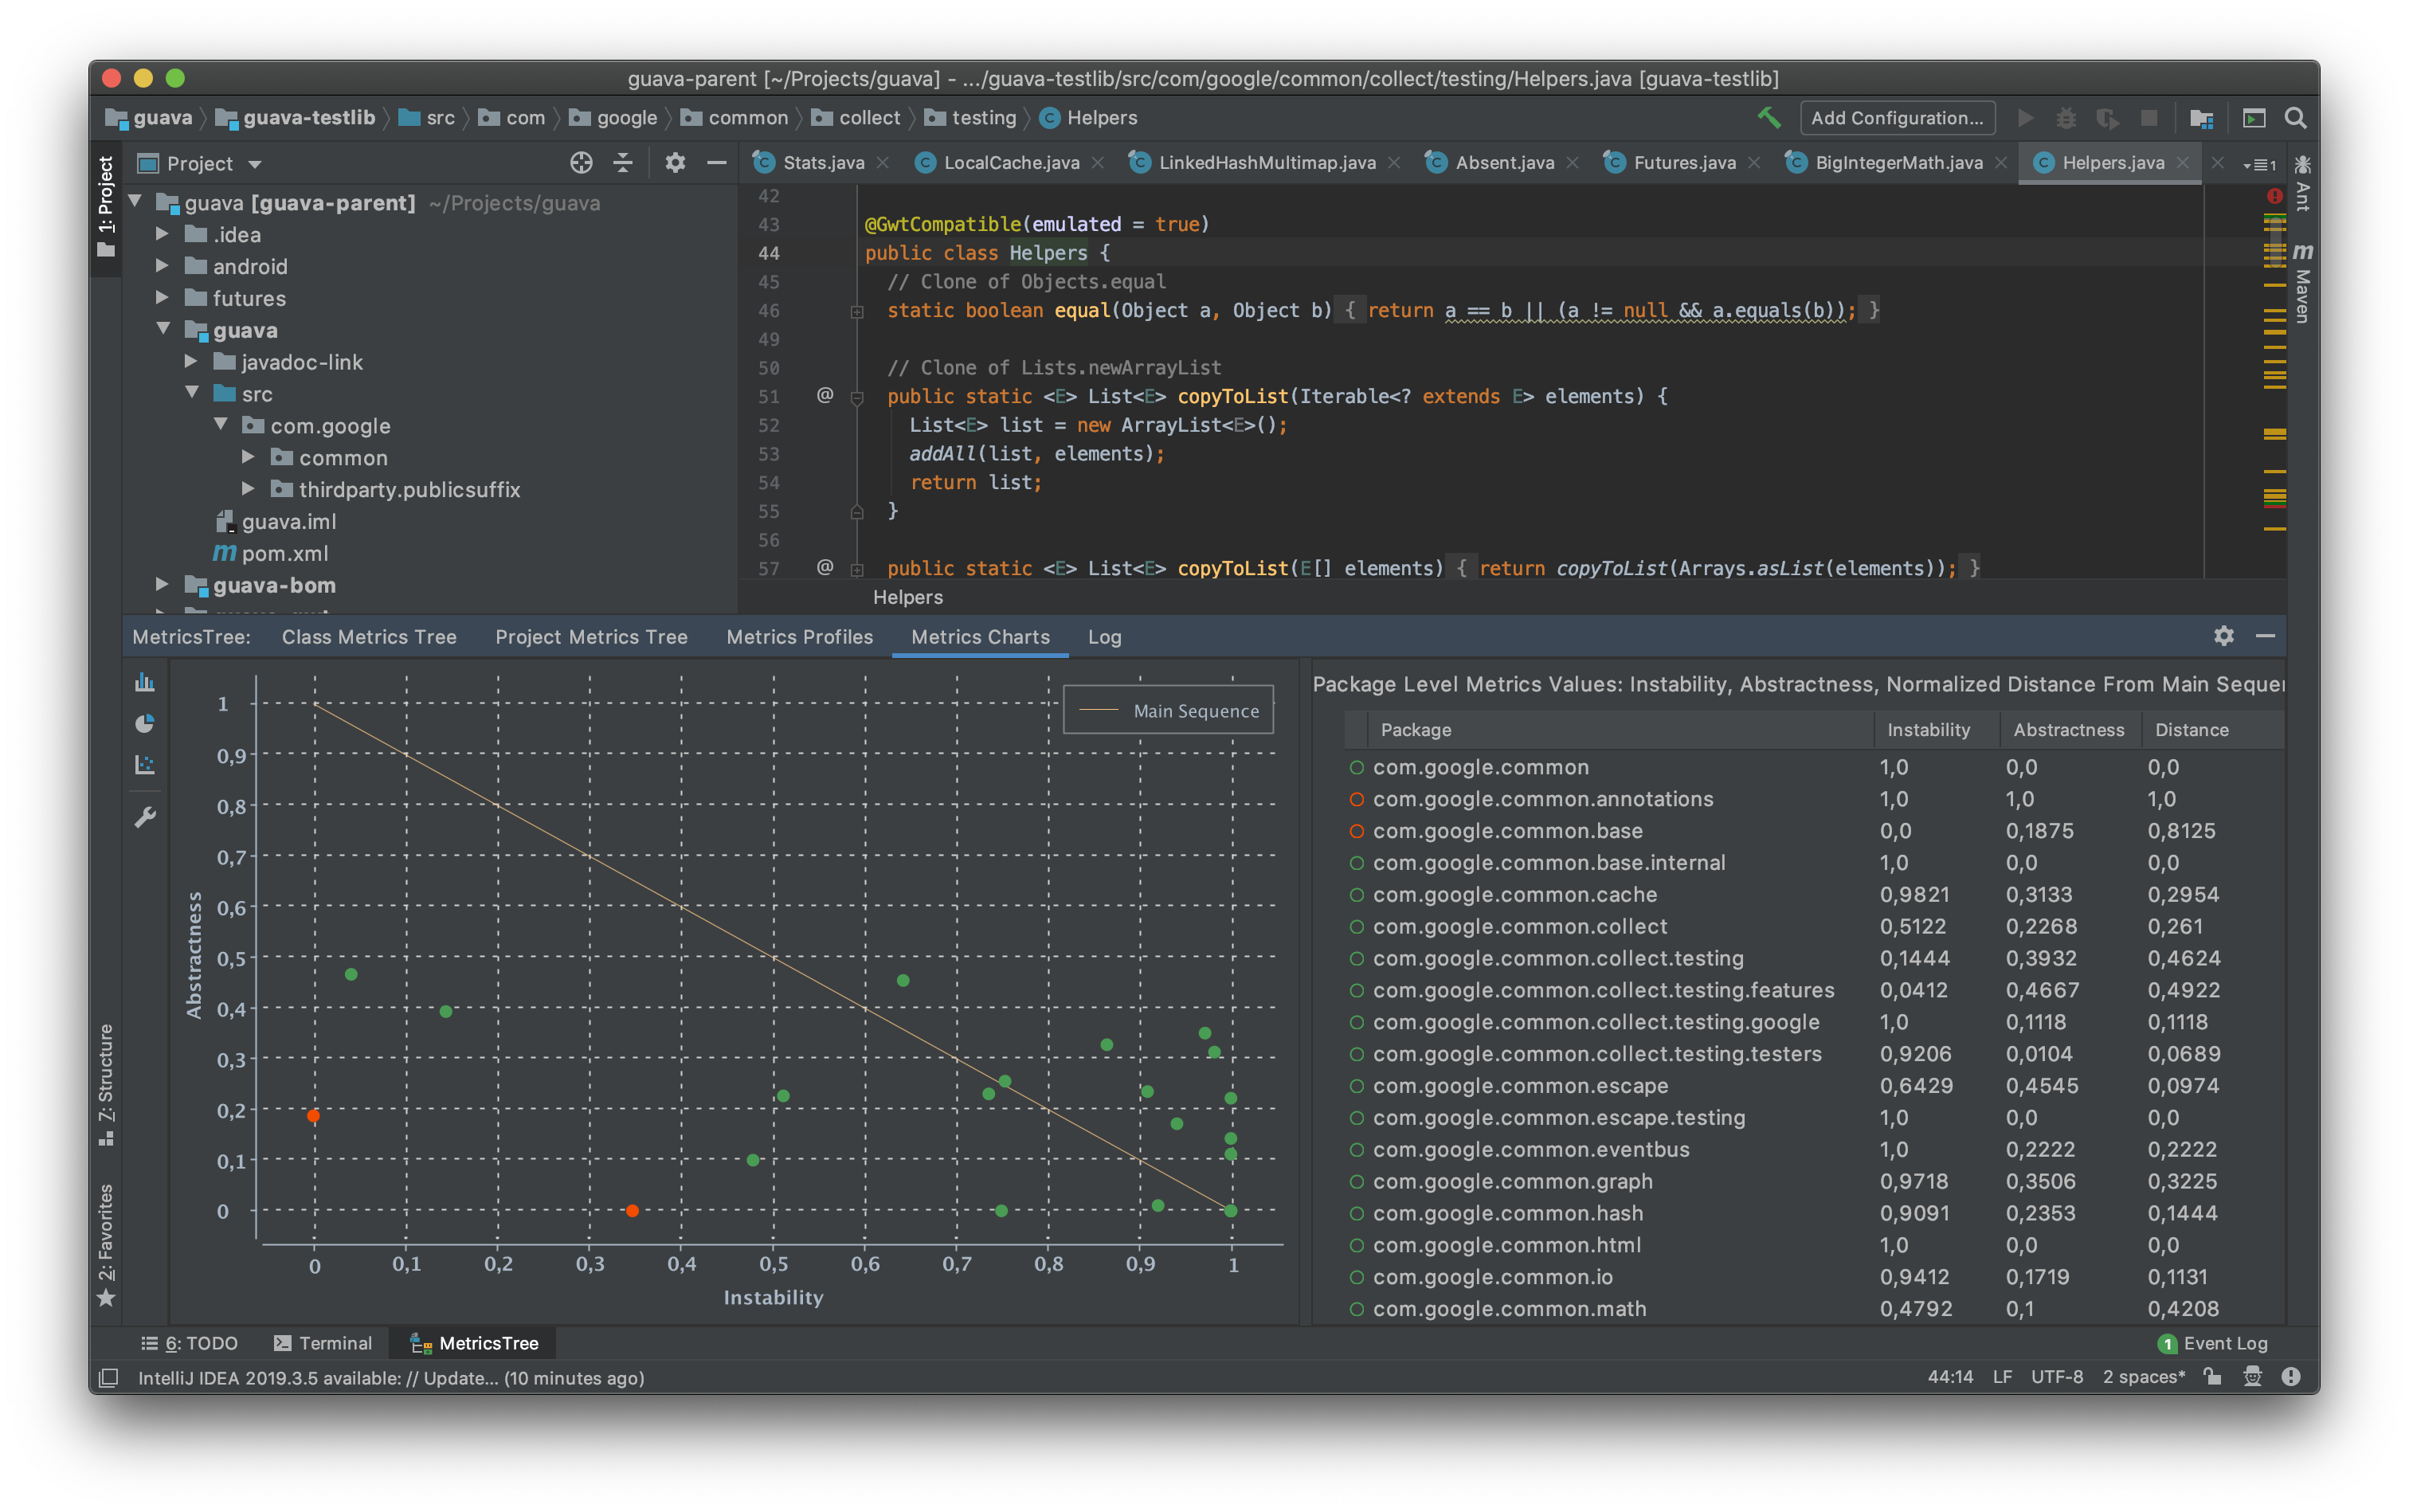 guava-parent [~/Projects/guava] - .../guava-testlib/src/com/google/common/collect/testing/Helpers.java [guava-testlib]
guava guava-testlib src com google common collect testing Helpers
Add Configuration...
1: Project
Project
guava [guava-parent] ~/Projects/guava
.idea
android
futures
guava
javadoc-link
src
com.google
common
thirdparty.publicsuffix
guava.iml
pom.xml
guava-bom
Stats.java LocalCache.java LinkedHashMultimap.java Absent.java Futures.java BigIntegerMath.java Helpers.java
1
42
43 @GwtCompatible(emulated = true)
44 public class Helpers {
45 // Clone of Objects.equal
46 static boolean equal(Object a, Object b) { return a == b || (a != null && a.equals(b)); }
49
50 // Clone of Lists.newArrayList
51 @ public static <E> List<E> copyToList(Iterable<? extends E> elements) {
52 List<E> list = new ArrayList<E>();
53 addAll(list, elements);
54 return list;
55 }
56
57 @ public static <E> List<E> copyToList(E[] elements) { return copyToList(Arrays.asList(elements)); }
Helpers
Ant
Maven
MetricsTree: Class Metrics Tree Project Metrics Tree Metrics Profiles Metrics Charts Log
7: Structure
2: Favorites
Abstractness
1
0,9
0,8
0,7
0,6
0,5
0,4
0,3
0,2
0,1
0
0 0,1 0,2 0,3 0,4 0,5 0,6 0,7 0,8 0,9 1
Instability
Main Sequence
Package Level Metrics Values: Instability, Abstractness, Normalized Distance From Main Sequer
Package Instability Abstractness Distance
com.google.common 1,0 0,0 0,0
com.google.common.annotations 1,0 1,0 1,0
com.google.common.base 0,0 0,1875 0,8125
com.google.common.base.internal 1,0 0,0 0,0
com.google.common.cache 0,9821 0,3133 0,2954
com.google.common.collect 0,5122 0,2268 0,261
com.google.common.collect.testing 0,1444 0,3932 0,4624
com.google.common.collect.testing.features 0,0412 0,4667 0,4922
com.google.common.collect.testing.google 1,0 0,1118 0,1118
com.google.common.collect.testing.testers 0,9206 0,0104 0,0689
com.google.common.escape 0,6429 0,4545 0,0974
com.google.common.escape.testing 1,0 0,0 0,0
com.google.common.eventbus 1,0 0,2222 0,2222
com.google.common.graph 0,9718 0,3506 0,3225
com.google.common.hash 0,9091 0,2353 0,1444
com.google.common.html 1,0 0,0 0,0
com.google.common.io 0,9412 0,1719 0,1131
com.google.common.math 0,4792 0,1 0,4208
6: TODO Terminal MetricsTree
1 Event Log
IntelliJ IDEA 2019.3.5 available: // Update... (10 minutes ago)
44:14 LF UTF-8 2 spaces*